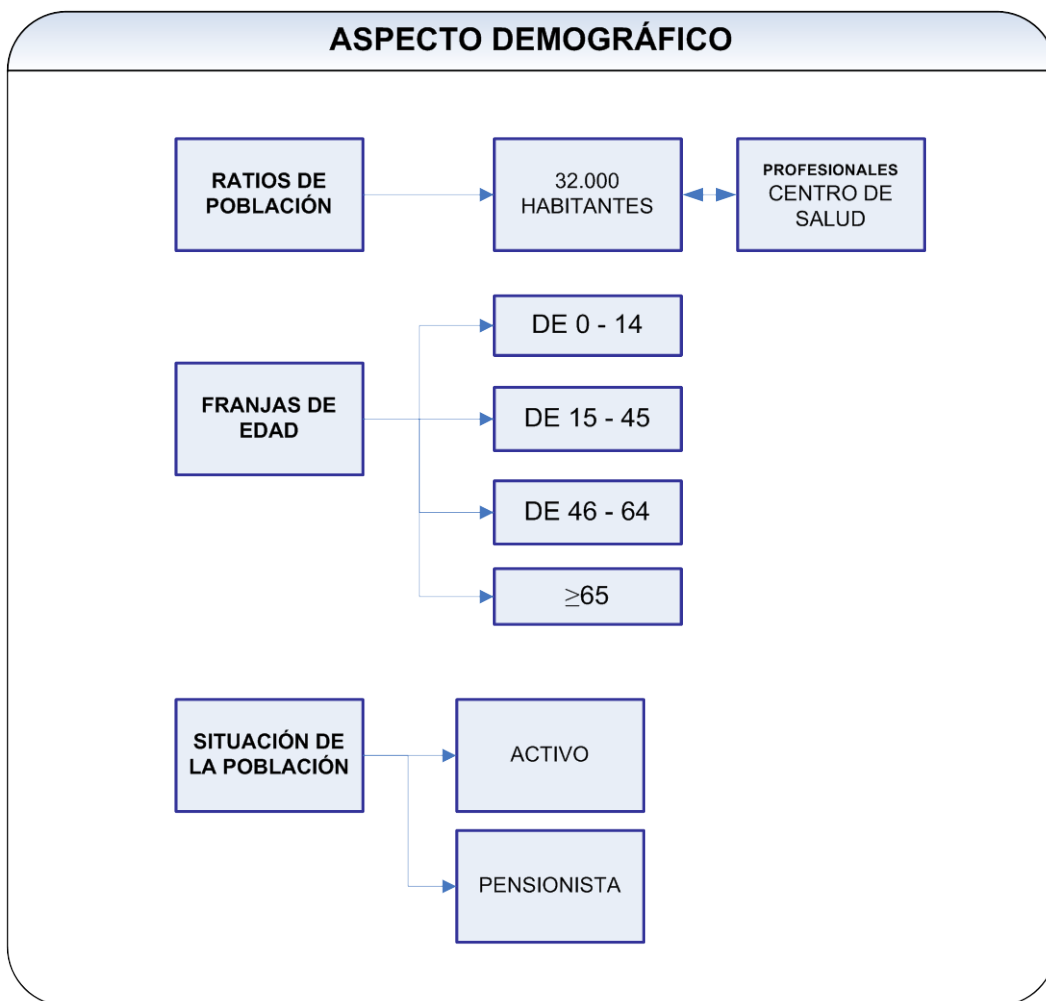 ASPECTO DEMOGRÁFICO
RATIOS DE
POBLACIÓN
32.000
HABITANTES
PROFESIONALES
CENTRO DE
SALUD
FRANJAS DE
EDAD
DE 0 - 14
DE 15 - 45
DE 46 - 64
≥65
SITUACIÓN DE
LA POBLACIÓN
ACTIVO
PENSIONISTA